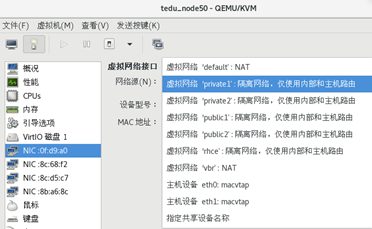 tedu_node50 - QEMU/KVM
文件(F) 虚拟机(M) 查看(V) 发送按键(K)
概况
性能
CPUs
内存
引导选项
VirtIO 磁盘 1
NIC :0f:d9:a0
NIC :8c:68:f2
NIC :8c:d5:c7
NIC :8b:a6:8c
鼠标
键盘
虚拟网络接口
网络源(N):
设备型号:
MAC 地址:
虚拟网络 'default' : NAT
虚拟网络 'private1' : 隔离网络，仅使用内部和主机路由
虚拟网络 'private2' : 隔离网络，仅使用内部和主机路由
虚拟网络 'public1' : 隔离网络，仅使用内部和主机路由
虚拟网络 'public2' : 隔离网络，仅使用内部和主机路由
虚拟网络 'rhce' : 隔离网络，仅使用内部和主机路由
虚拟网络 'vbr' : NAT
主机设备 eth0: macvtap
主机设备 eth1: macvtap
指定共享设备名称